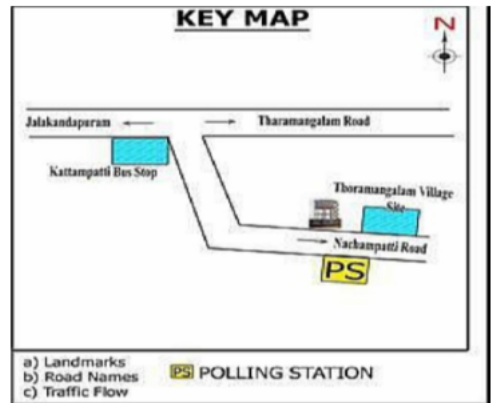 KEY MAP
N
Jalakandapuram
Tharamangalam Road
Kattampatti Bus Stop
Thoramangalam Village
Site
Nachampatti Road
PS
a) Landmarks
b) Road Names
c) Traffic Flow
PS POLLING STATION